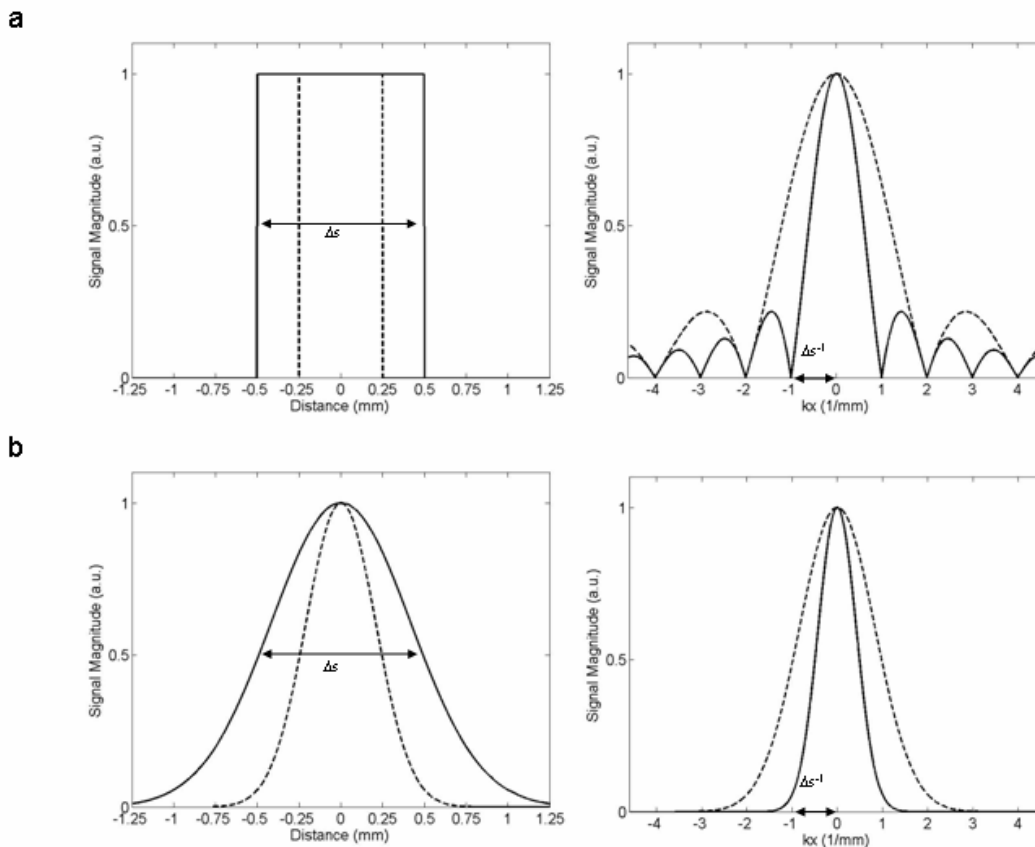 a
Signal Magnitude (a.u.)
1
0.5
0
Δs
-1.25 -1 -0.75 -0.5 -0.25 0 0.25 0.5 0.75 1 1.25
Distance (mm)
Signal Magnitude (a.u.)
1
0.5
0
Δs-1
-4 -3 -2 -1 0 1 2 3 4
kx (1/mm)
b
Signal Magnitude (a.u.)
1
0.5
0
Δs
-1.25 -1 -0.75 -0.5 -0.25 0 0.25 0.5 0.75 1 1.25
Distance (mm)
Signal Magnitude (a.u.)
1
0.5
0
Δs-1
-4 -3 -2 -1 0 1 2 3 4
kx (1/mm)